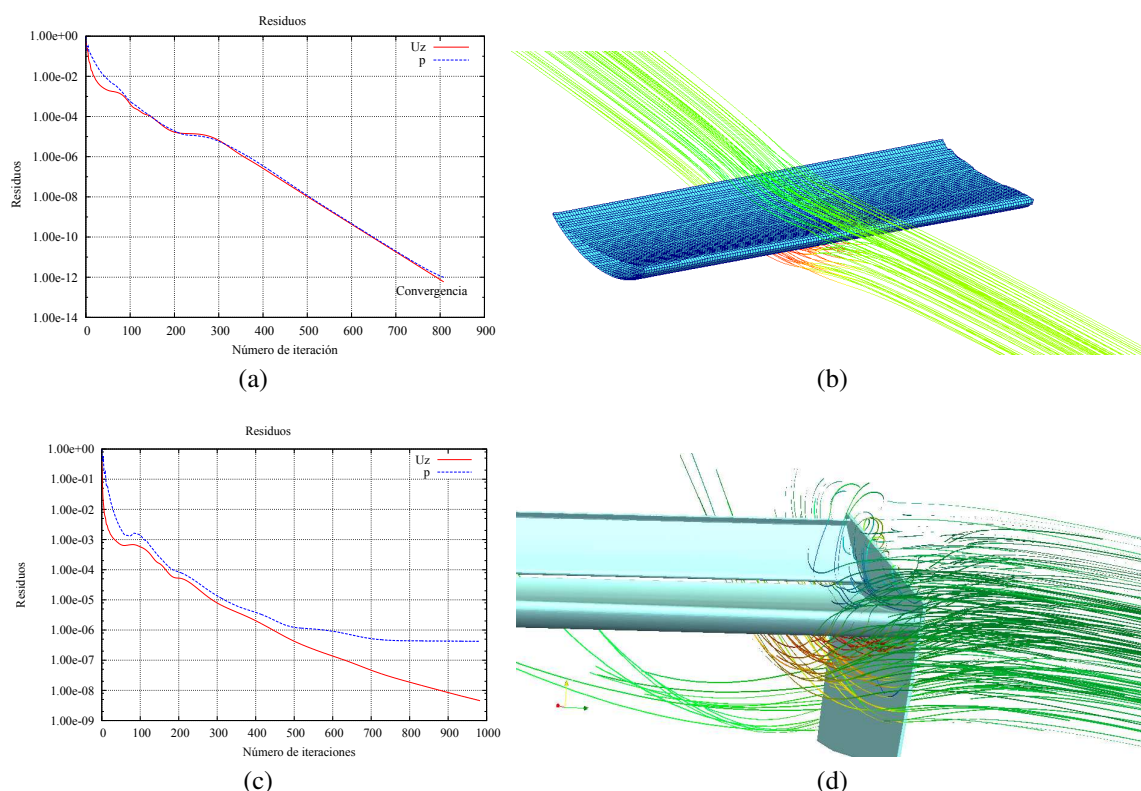 Residuos
Uz
p
1.00e+00
1.00e-02
1.00e-04
1.00e-06
1.00e-08
1.00e-10
1.00e-12
1.00e-14
Residuos
Convergencia
0 100 200 300 400 500 600 700 800 900
Número de iteración
(a)
(b)
Residuos
Uz
p
1.00e+00
1.00e-01
1.00e-02
1.00e-03
1.00e-04
1.00e-05
1.00e-06
1.00e-07
1.00e-08
1.00e-09
Residuos
0 100 200 300 400 500 600 700 800 900 1000
Número de iteraciones
(c)
(d)